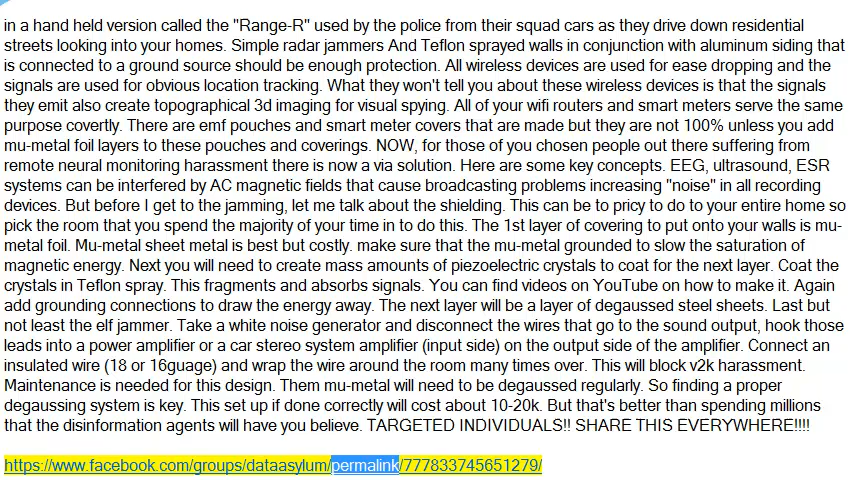 in a hand held version called the "Range-R" used by the police from their squad cars as they drive down residential
streets looking into your homes. Simple radar jammers And Teflon sprayed walls in conjunction with aluminum siding that
is connected to a ground source should be enough protection. All wireless devices are used for ease dropping and the
signals are used for obvious location tracking. What they won't tell you about these wireless devices is that the signals
they emit also create topographical 3d imaging for visual spying. All of your wifi routers and smart meters serve the same
purpose covertly. There are emf pouches and smart meter covers that are made but they are not 100% unless you add
mu-metal foil layers to these pouches and coverings. NOW, for those of you chosen people out there suffering from
remote neural monitoring harassment there is now a via solution. Here are some key concepts. EEG, ultrasound, ESR
systems can be interfered by AC magnetic fields that cause broadcasting problems increasing "noise" in all recording
devices. But before I get to the jamming, let me talk about the shielding. This can be to pricy to do to your entire home so
pick the room that you spend the majority of your time in to do this. The 1st layer of covering to put onto your walls is mu-
metal foil. Mu-metal sheet metal is best but costly. make sure that the mu-metal grounded to slow the saturation of
magnetic energy. Next you will need to create mass amounts of piezoelectric crystals to coat for the next layer. Coat the
crystals in Teflon spray. This fragments and absorbs signals. You can find videos on YouTube on how to make it. Again
add grounding connections to draw the energy away. The next layer will be a layer of degaussed steel sheets. Last but
not least the elf jammer. Take a white noise generator and disconnect the wires that go to the sound output, hook those
leads into a power amplifier or a car stereo system amplifier (input side) on the output side of the amplifier. Connect an
insulated wire (18 or 16guage) and wrap the wire around the room many times over. This will block v2k harassment.
Maintenance is needed for this design. Them mu-metal will need to be degaussed regularly. So finding a proper
degaussing system is key. This set up if done correctly will cost about 10-20k. But that's better than spending millions
that the disinformation agents will have you believe. TARGETED INDIVIDUALS!! SHARE THIS EVERYWHERE!!!!
https://www.facebook.com/groups/dataasylum/permalink/777833745651279/